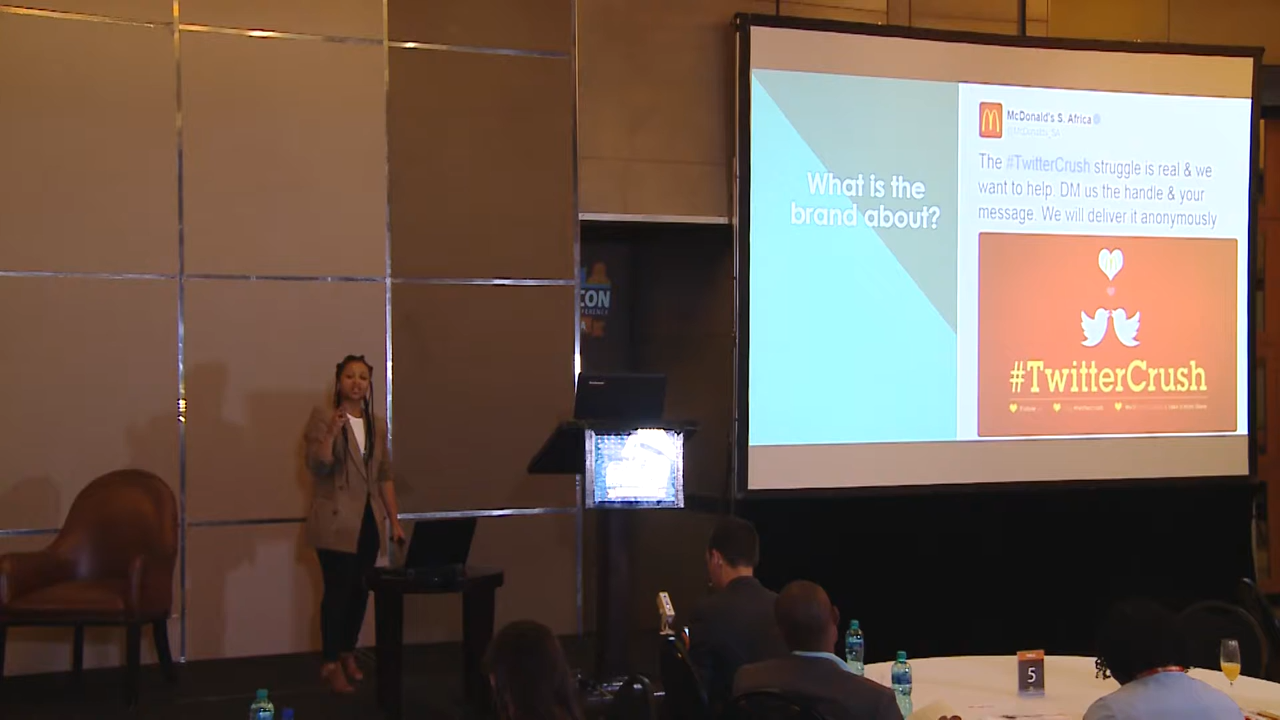 What is the
brand about?
McDonald's S. Africa
The #TwitterCrush struggle is real & we
want to help. DM us the handle & your
message. We will deliver it anonymously
#TwitterCrush
CON
5